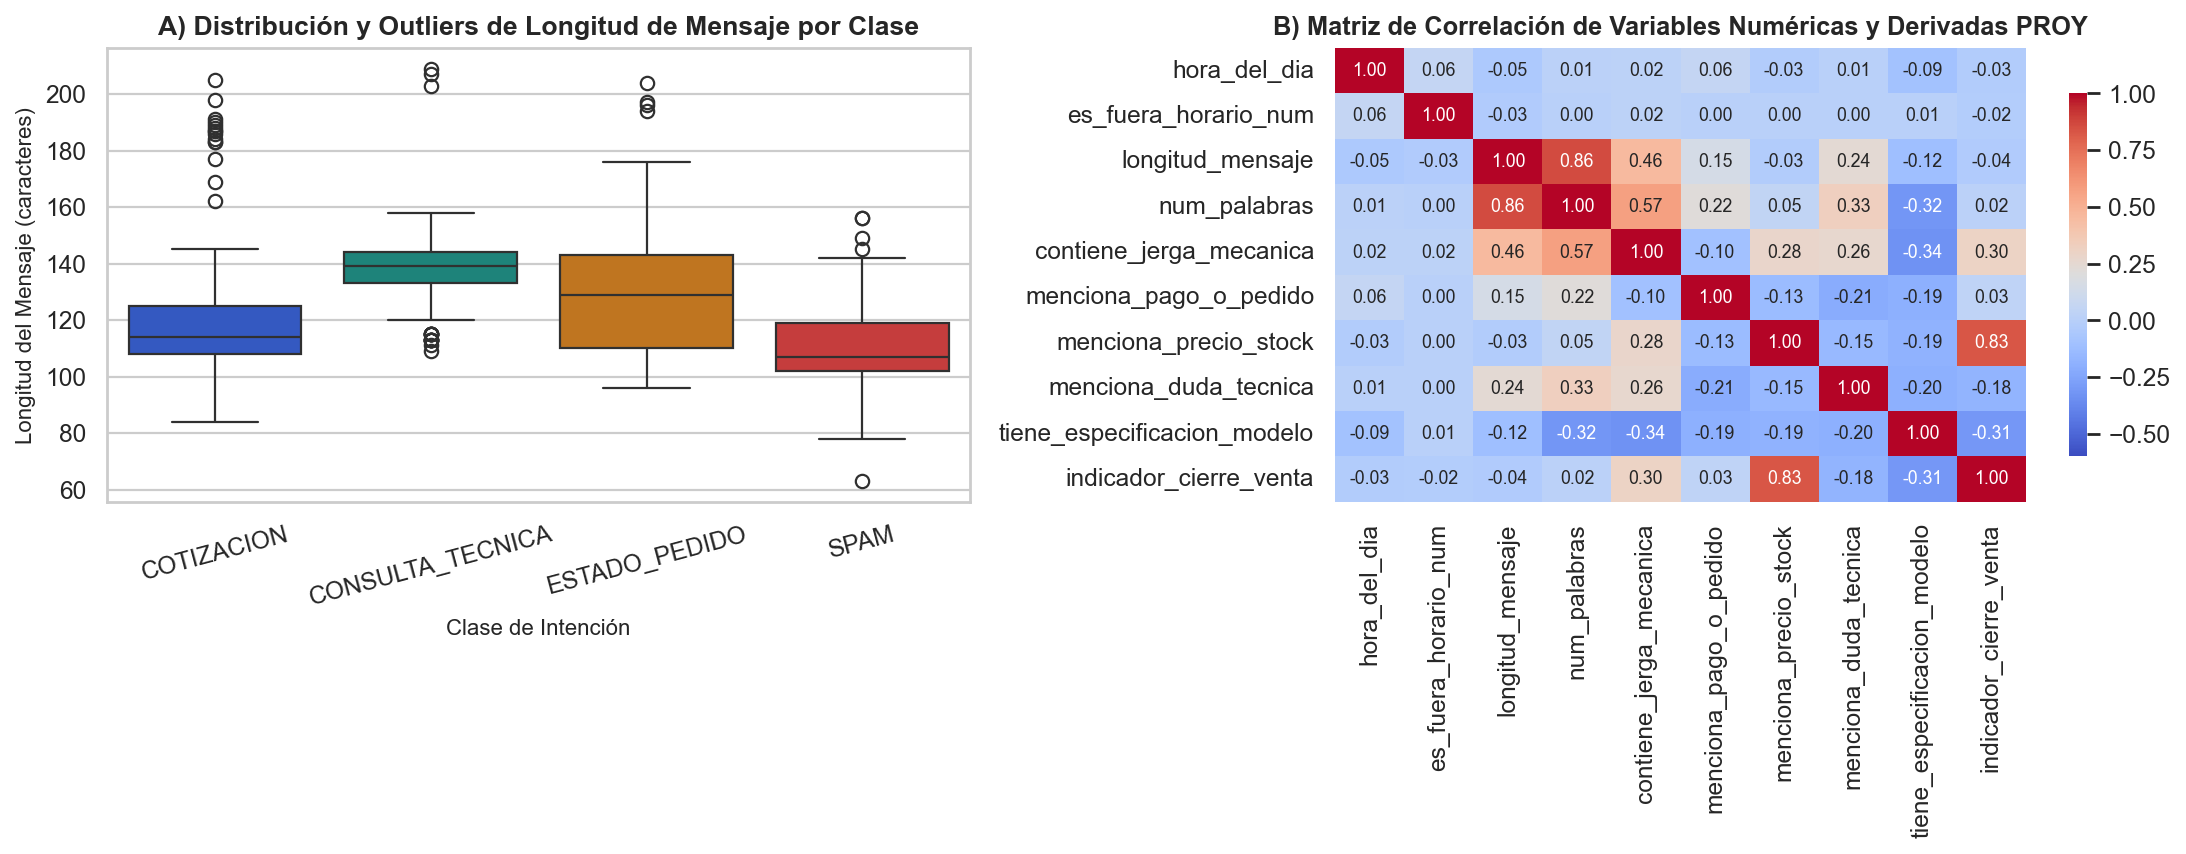 A) Distribución y Outliers de Longitud de Mensaje por Clase
Longitud del Mensaje (caracteres)
200
180
160
140
120
100
80
60
COTIZACION
CONSULTA_TECNICA
ESTADO_PEDIDO
SPAM
Clase de Intención
B) Matriz de Correlación de Variables Numéricas y Derivadas PROY
hora_del_dia 1.00 0.06 -0.05 0.01 0.02 0.06 -0.03 0.01 -0.09 -0.03
es_fuera_horario_num 0.06 1.00 -0.03 0.00 0.02 0.00 0.00 0.00 0.01 -0.02
longitud_mensaje -0.05 -0.03 1.00 0.86 0.46 0.15 -0.03 0.24 -0.12 -0.04
num_palabras 0.01 0.00 0.86 1.00 0.57 0.22 0.05 0.33 -0.32 0.02
contiene_jerga_mecanica 0.02 0.02 0.46 0.57 1.00 -0.10 0.28 0.26 -0.34 0.30
menciona_pago_o_pedido 0.06 0.00 0.15 0.22 -0.10 1.00 -0.13 -0.21 -0.19 0.03
menciona_precio_stock -0.03 0.00 -0.03 0.05 0.28 -0.13 1.00 -0.15 -0.19 0.83
menciona_duda_tecnica 0.01 0.00 0.24 0.33 0.26 -0.21 -0.15 1.00 -0.20 -0.18
tiene_especificacion_modelo -0.09 0.01 -0.12 -0.32 -0.34 -0.19 -0.19 -0.20 1.00 -0.31
indicador_cierre_venta -0.03 -0.02 -0.04 0.02 0.30 0.03 0.83 -0.18 -0.31 1.00
hora_del_dia
es_fuera_horario_num
longitud_mensaje
num_palabras
contiene_jerga_mecanica
menciona_pago_o_pedido
menciona_precio_stock
menciona_duda_tecnica
tiene_especificacion_modelo
indicador_cierre_venta
1.00
0.75
0.50
0.25
0.00
−0.25
−0.50